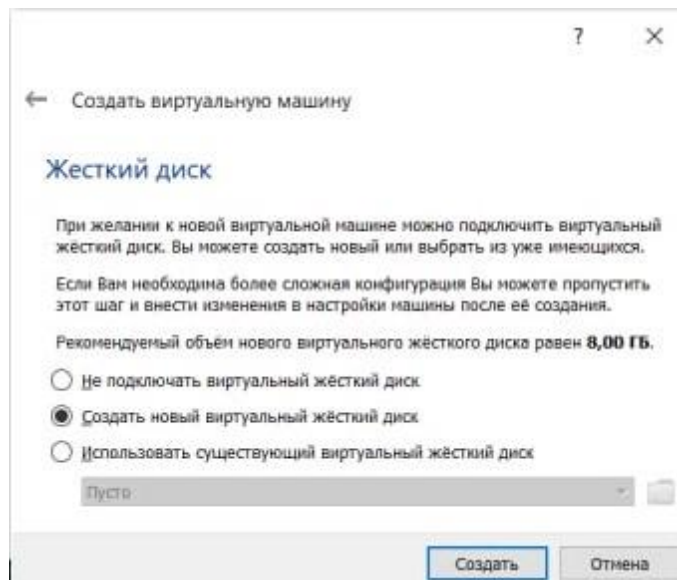 ?
Создать виртуальную машину
Жесткий диск
При желании к новой виртуальной машине можно подключить виртуальный
жёсткий диск. Вы можете создать новый или выбрать из уже имеющихся.
Если Вам необходима более сложная конфигурация Вы можете пропустить
этот шаг и внести изменения в настройки машины после её создания.
Рекомендуемый объём нового виртуального жёсткого диска равен 8,00 ГБ.
Не подключать виртуальный жёсткий диск
Создать новый виртуальный жёсткий диск
Использовать существующий виртуальный жёсткий диск
Пусто
Создать Отмена